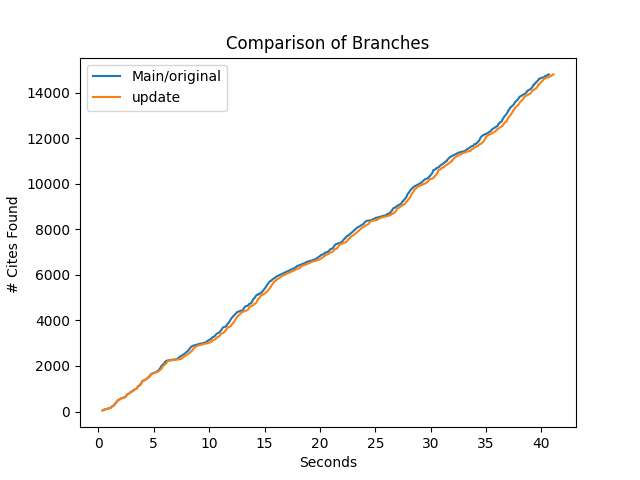 Comparison of Branches
Main/original
update
14000
12000
10000
8000
6000
4000
2000
0
# Cites Found
0 5 10 15 20 25 30 35 40
Seconds